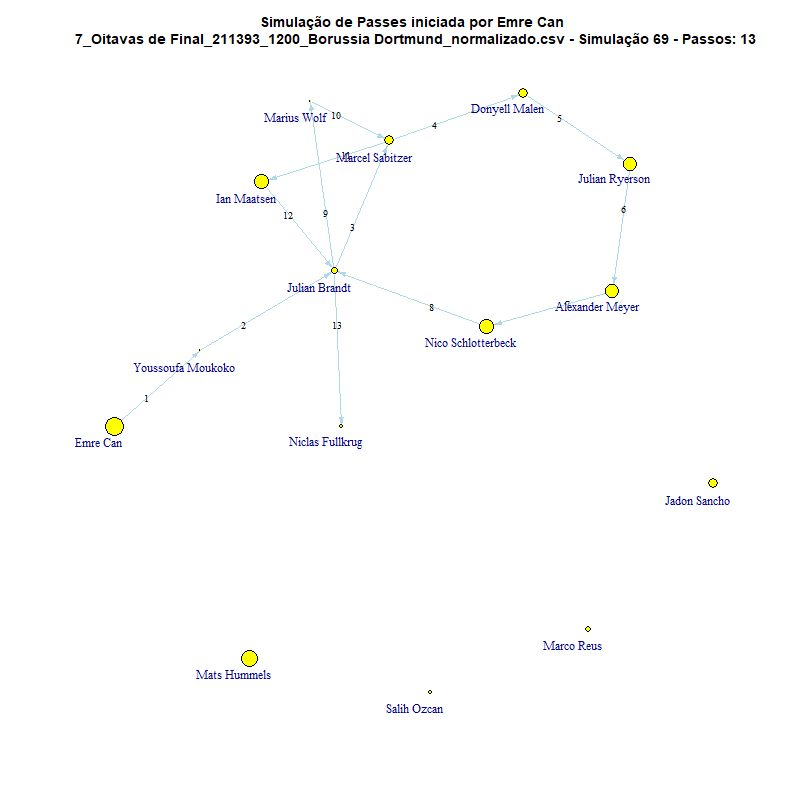 Simulação de Passes iniciada por Emre Can
7_Oitavas de Final_211393_1200_Borussia Dortmund_normalizado.csv - Simulação 69 - Passos: 13
Donyell Malen
Marius Wolf
10
4
5
Marcel Sabitzer
Julian Ryerson
Ian Maatsen
12
9
3
6
Julian Brandt
Alexander Meyer
8
2
13
Nico Schlotterbeck
Youssoufa Moukoko
1
Emre Can
Niclas Fullkrug
Jadon Sancho
Marco Reus
Mats Hummels
Salih Ozcan